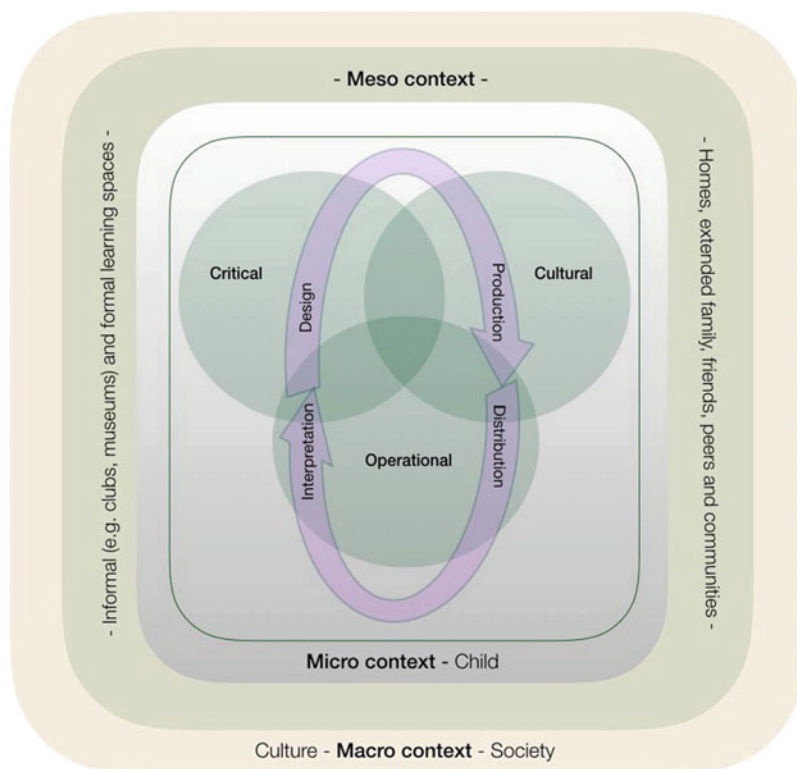 - Meso context -
- Informal (e.g. clubs, museums) and formal learning spaces -
- Homes, extended family, friends, peers and communities -
Critical
Cultural
Design
Production
Interpretation
Distribution
Operational
Micro context - Child
Culture - Macro context - Society